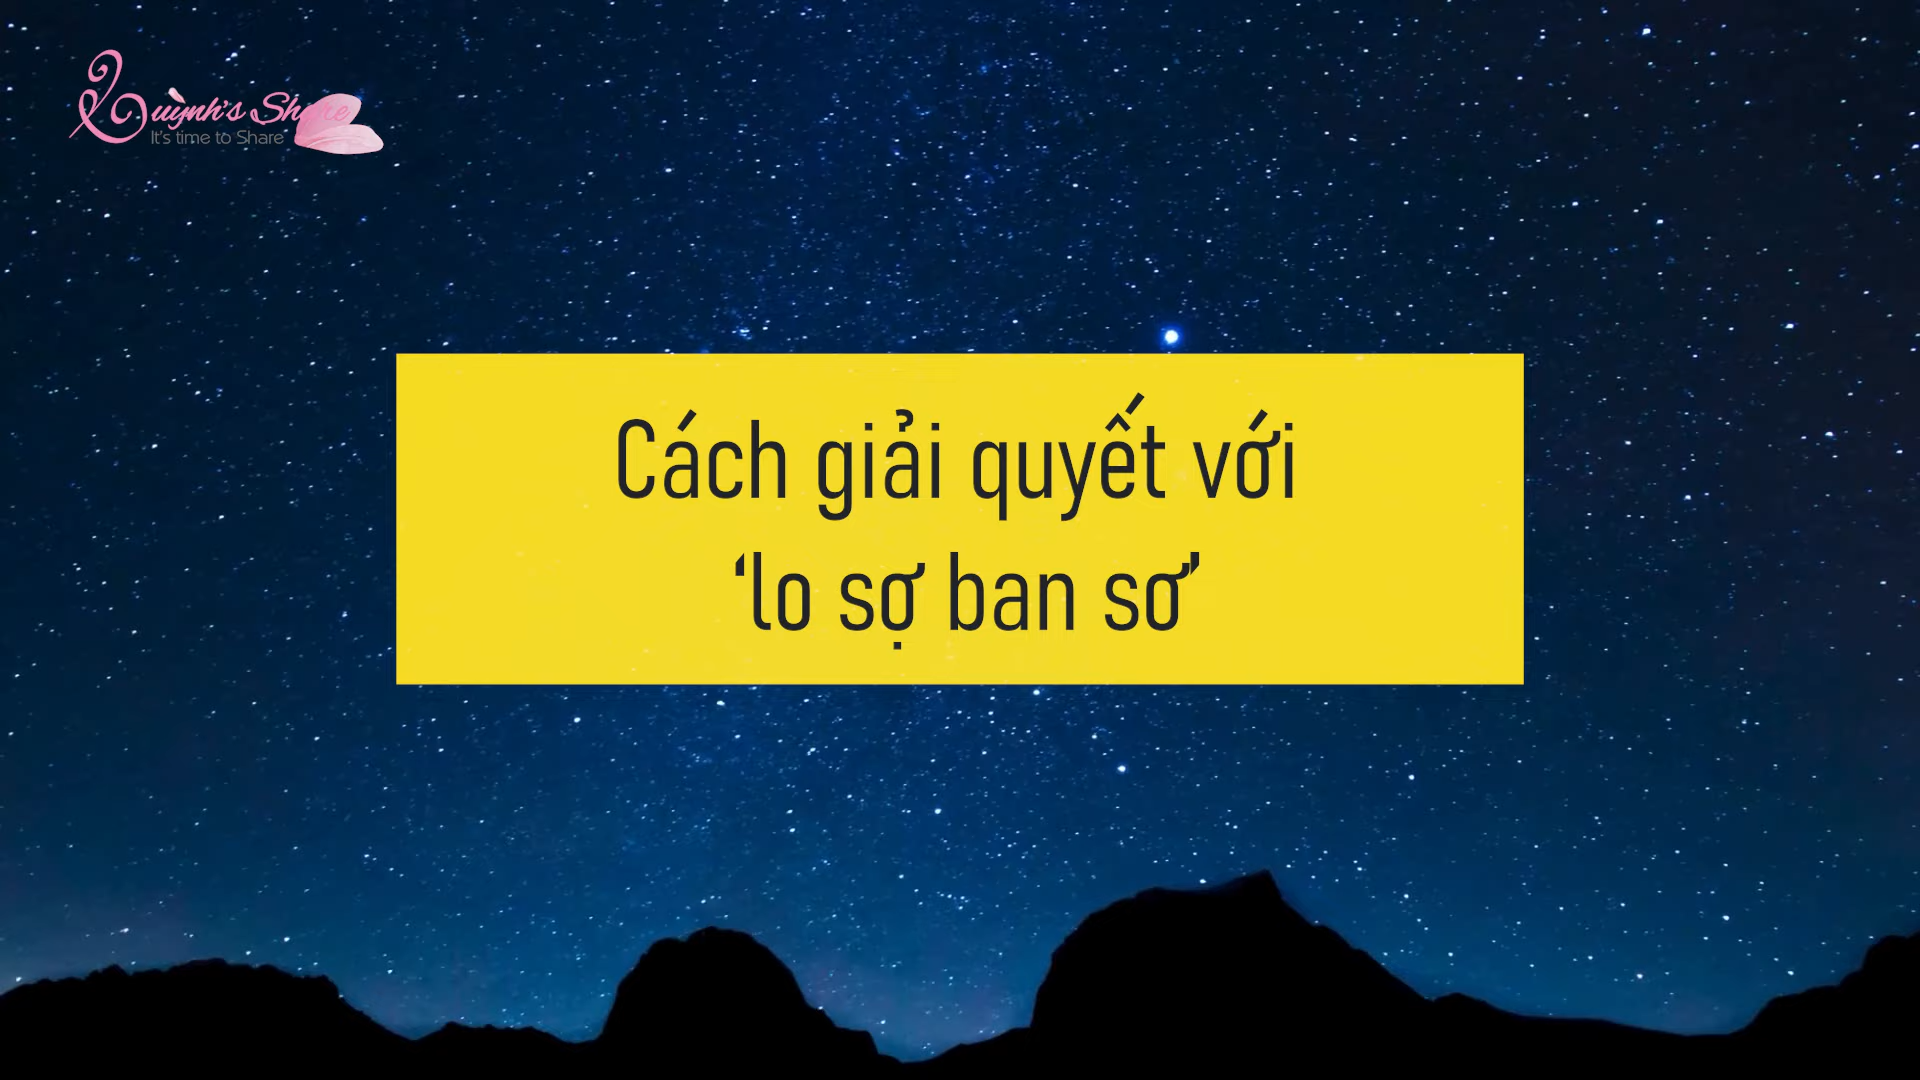 Quỳnh's Share
It's time to Share
Cách giải quyết với
‘lo sợ ban sơ’